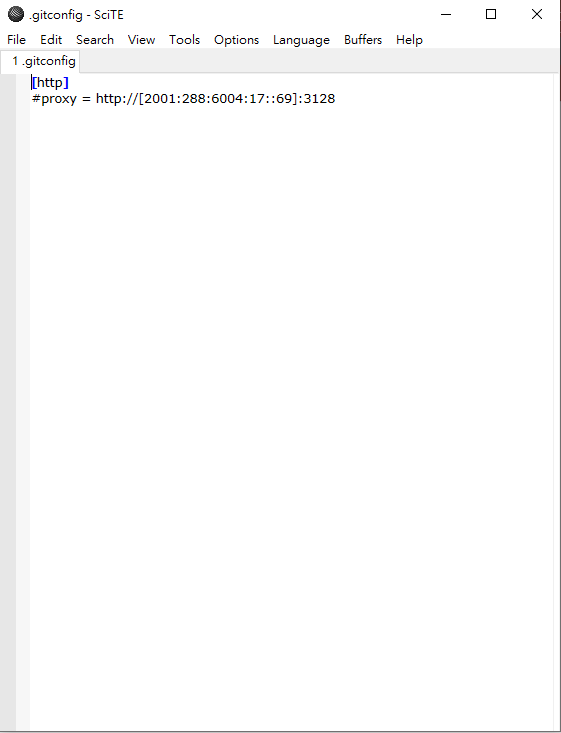 .gitconfig - SciTE
File Edit Search View Tools Options Language Buffers Help
1 .gitconfig
[http]
#proxy = http://[2001:288:6004:17::69]:3128